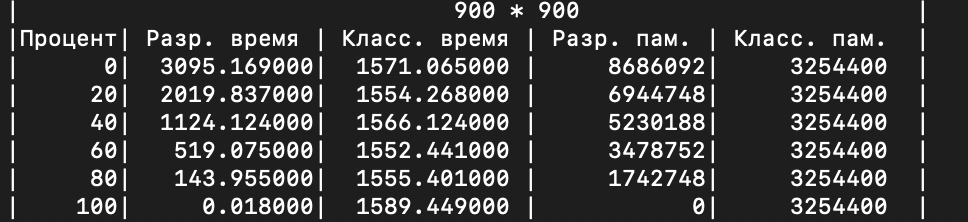 | 900 * 900 |
|Процент| Разр. время | Класс. время | Разр. пам. | Класс. пам. |
| 0| 3095.169000| 1571.065000 | 8686092| 3254400 |
| 20| 2019.837000| 1554.268000 | 6944748| 3254400 |
| 40| 1124.124000| 1566.124000 | 5230188| 3254400 |
| 60| 519.075000| 1552.441000 | 3478752| 3254400 |
| 80| 143.955000| 1555.401000 | 1742748| 3254400 |
| 100| 0.018000| 1589.449000 | 0| 3254400 |